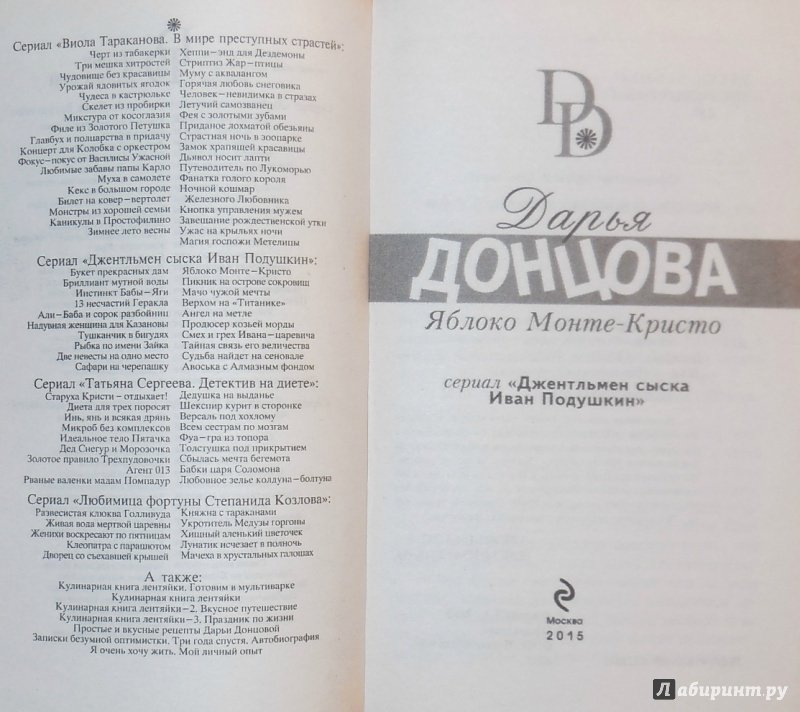 Сериал «Виола Тараканова. В мире преступных страстей»:
Черт из табакерки
Три мешка хитростей
Чудовище без красавицы
Урожай ядовитых ягодок
Чудеса в кастрюльке
Скелет из пробирки
Микстура от косоглазия
Филе из Золотого Петушка
Главбух и полцарства в придачу
Концерт для Колобка с оркестром
Фокус-покус от Василисы Ужасной
Любимые забавы папы Карло
Муха в самолете
Кекс в большом городе
Билет на ковер-вертолет
Монстры из хорошей семьи
Каникулы в Простофилино
Зимнее лето весны
Хеппи-энд для Дездемоны
Стриптиз Жар-птицы
Муму с аквалангом
Горячая любовь снеговика
Человек-невидимка в стразах
Летучий самозванец
Фея с золотыми зубами
Приданое лохматой обезьяны
Страстная ночь в зоопарке
Замок храпящей красавицы
Дьявол носит лапти
Путеводитель по Лукоморью
Фанатка голого короля
Ночной кошмар
Железного Любовника
Кнопка управления мужем
Завещание рождественской утки
Ужас на крыльях ночи
Магия госпожи Метелицы
Сериал «Джентльмен сыска Иван Подушкин»:
Букет прекрасных дам
Бриллиант мутной воды
Инстинкт Бабы-Яги
13 несчастий Геракла
Али-Баба и сорок разбойниц
Надувная женщина для Казановы
Тушканчик в бигудях
Рыбка по имени Зайка
Две невесты на одно место
Сафари на черепашку
Яблоко Монте-Кристо
Пикник на острове сокровищ
Мачо чужой мечты
Верхом на «Титанике»
Ангел на метле
Продюсер козьей морды
Смех и грех Ивана-царевича
Тайная связь его величества
Судьба найдет на сеновале
Авоська с Алмазным фондом
Сериал «Татьяна Сергеева. Детектив на диете»:
Старуха Кристи – отдыхает!
Диета для трех поросят
Инь, янь и всякая дрянь
Микроб без комплексов
Идеальное тело Пятачка
Дед Снегур и Морозочка
Золотое правило Трехпудовочки
Агент 013
Рваные валенки мадам Помпадур
Дедушка на выданье
Шекспир курит в сторонке
Версаль под хохлому
Всем сестрам по мозгам
Фуа-гра из топора
Толстушка под прикрытием
Сбылась мечта бегемота
Бабки царя Соломона
Любовное зелье колдуна-болтуна
Сериал «Любимица фортуны Степанида Козлова»:
Развесистая клюква Голливуда
Живая вода мертвой царевны
Женихи воскресают по пятницам
Клеопатра с парашютом
Дворец со съехавшей крышей
Княжна с тараканами
Укротитель Медузы горгоны
Хищный аленький цветочек
Лунатик исчезает в полночь
Мачеха в хрустальных галошах
А также:
Кулинарная книга лентяйки. Готовим в мультиварке
Кулинарная книга лентяйки
Кулинарная книга лентяйки-2. Вкусное путешествие
Кулинарная книга лентяйки-3. Праздник по жизни
Простые и вкусные рецепты Дарьи Донцовой
Записки безумной оптимистки. Три года спустя. Автобиография
Я очень хочу жить. Мой личный опыт
DD
Дарья
ДОНЦОВА
Яблоко Монте-Кристо
сериал «Джентльмен сыска
Иван Подушкин»
Москва
2015
Лабиринт.ру